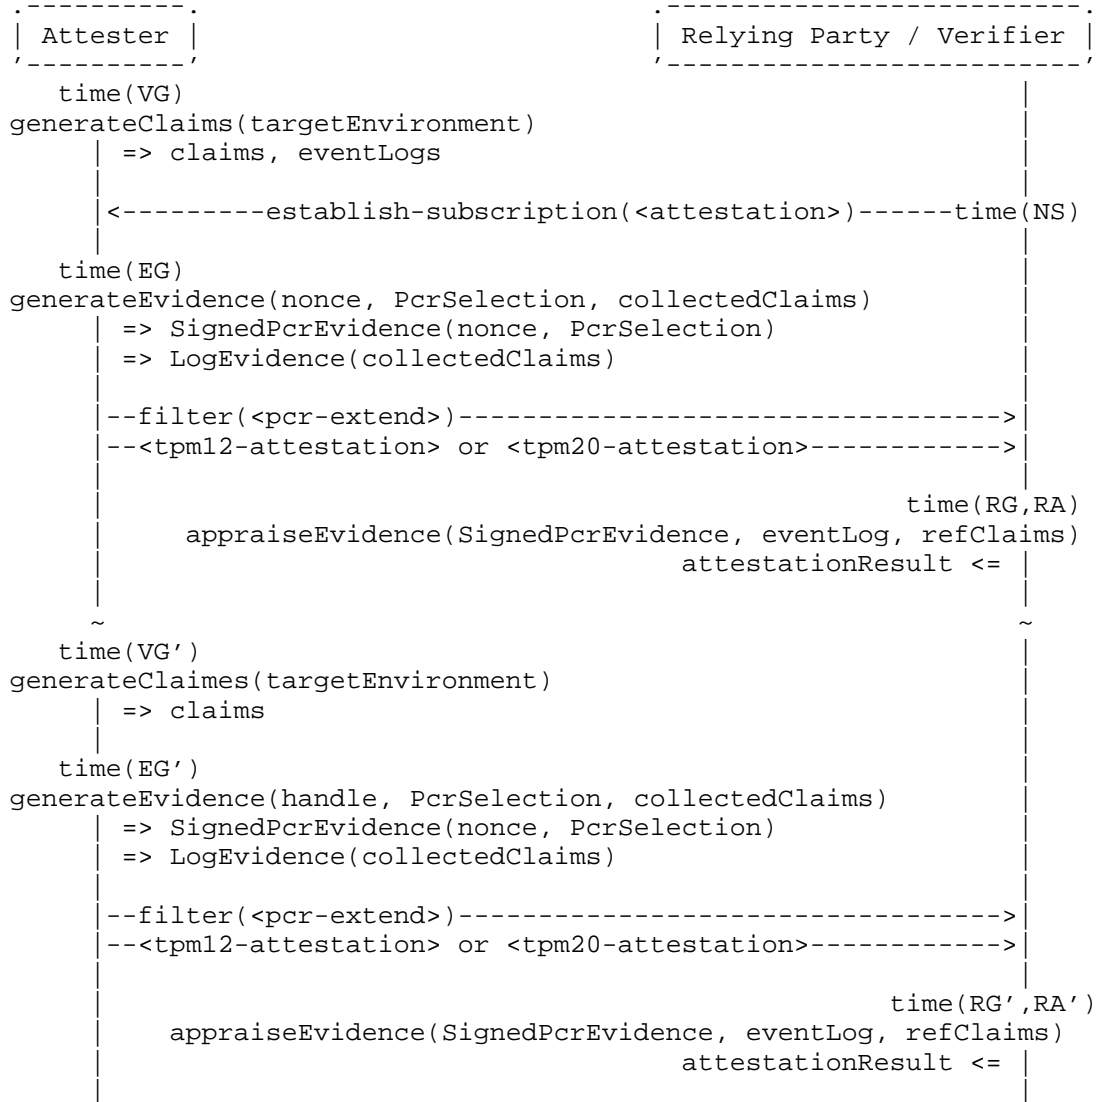 .----------.                            .--------------------------.
| Attester |                            | Relying Party / Verifier |
'----------'                            '--------------------------'
   time(VG)                                                    |
generateClaims(targetEnvironment)                              |
     | => claims, eventLogs                                    |
     |                                                         |
     |<---------establish-subscription(<attestation>)------time(NS)
     |                                                         |
   time(EG)                                                    |
generateEvidence(nonce, PcrSelection, collectedClaims)         |
     | => SignedPcrEvidence(nonce, PcrSelection)               |
     | => LogEvidence(collectedClaims)                         |
     |                                                         |
     |--filter(<pcr-extend>)---------------------------------->|
     |--<tpm12-attestation> or <tpm20-attestation>------------>|
     |                                                         |
     |                                                  time(RG,RA)
     |     appraiseEvidence(SignedPcrEvidence, eventLog, refClaims)
     |                                    attestationResult <= |
     |                                                         |
     ~                                                         ~
   time(VG')                                                   |
generateClaimes(targetEnvironment)                             |
     | => claims                                               |
     |                                                         |
   time(EG')                                                   |
generateEvidence(handle, PcrSelection, collectedClaims)        |
     | => SignedPcrEvidence(nonce, PcrSelection)               |
     | => LogEvidence(collectedClaims)                         |
     |                                                         |
     |--filter(<pcr-extend>)---------------------------------->|
     |--<tpm12-attestation> or <tpm20-attestation>------------>|
     |                                                         |
     |                                                 time(RG',RA')
     |    appraiseEvidence(SignedPcrEvidence, eventLog, refClaims)
     |                                    attestationResult <= |
     |                                                         |